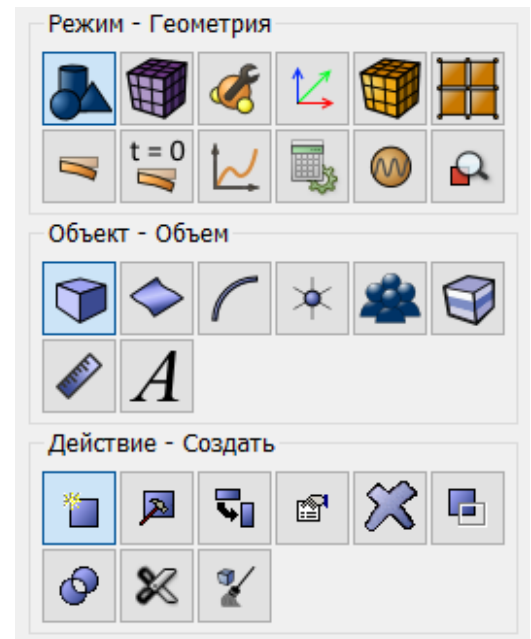 Режим - Геометрия
t = 0
Объект - Объем
A
Действие - Создать